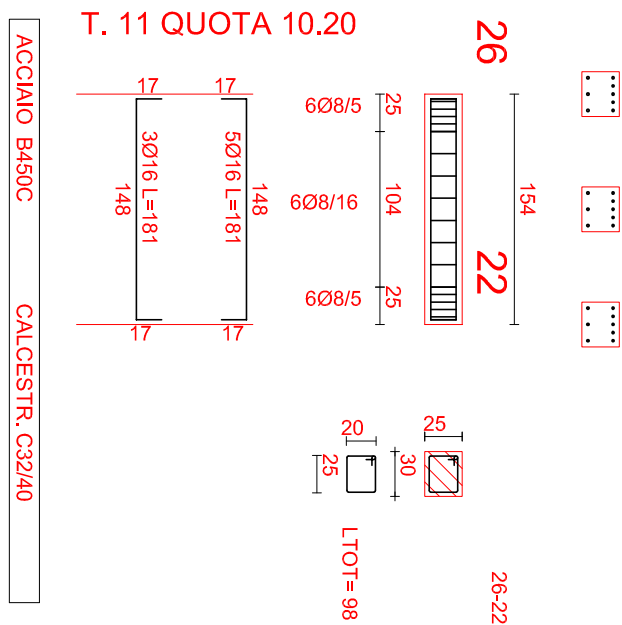 T. 11 QUOTA 10.20
26
22
ACCIAIO B450C
CALCESTR. C32/40
17
17
3Ø16 L=181
148
5Ø16 L=181
148
17
17
6Ø8/5
25
6Ø8/16
104
6Ø8/5
25
154
20
25
25
30
LTOT= 98
26-22